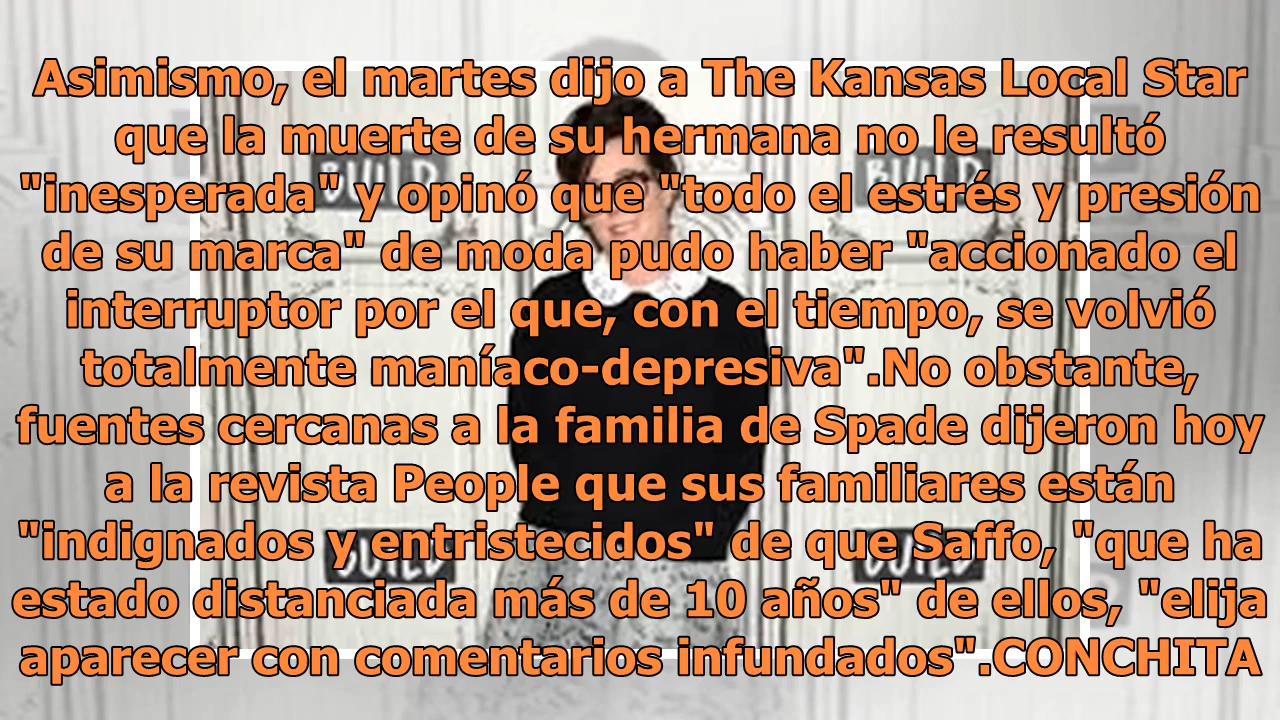 Asimismo, el martes dijo a The Kansas Local Star
que la muerte de su hermana no le resultó
"inesperada" y opinó que "todo el estrés y presión
de su marca" de moda pudo haber "accionado el
interruptor por el que, con el tiempo, se volvió
totalmente maníaco-depresiva".No obstante,
fuentes cercanas a la familia de Spade dijeron hoy
a la revista People que sus familiares están
"indignados y entristecidos" de que Saffo, "que ha
estado distanciada más de 10 años" de ellos, "elija
aparecer con comentarios infundados".CONCHITA
BUILD
BUILD
BUILD
BUILD